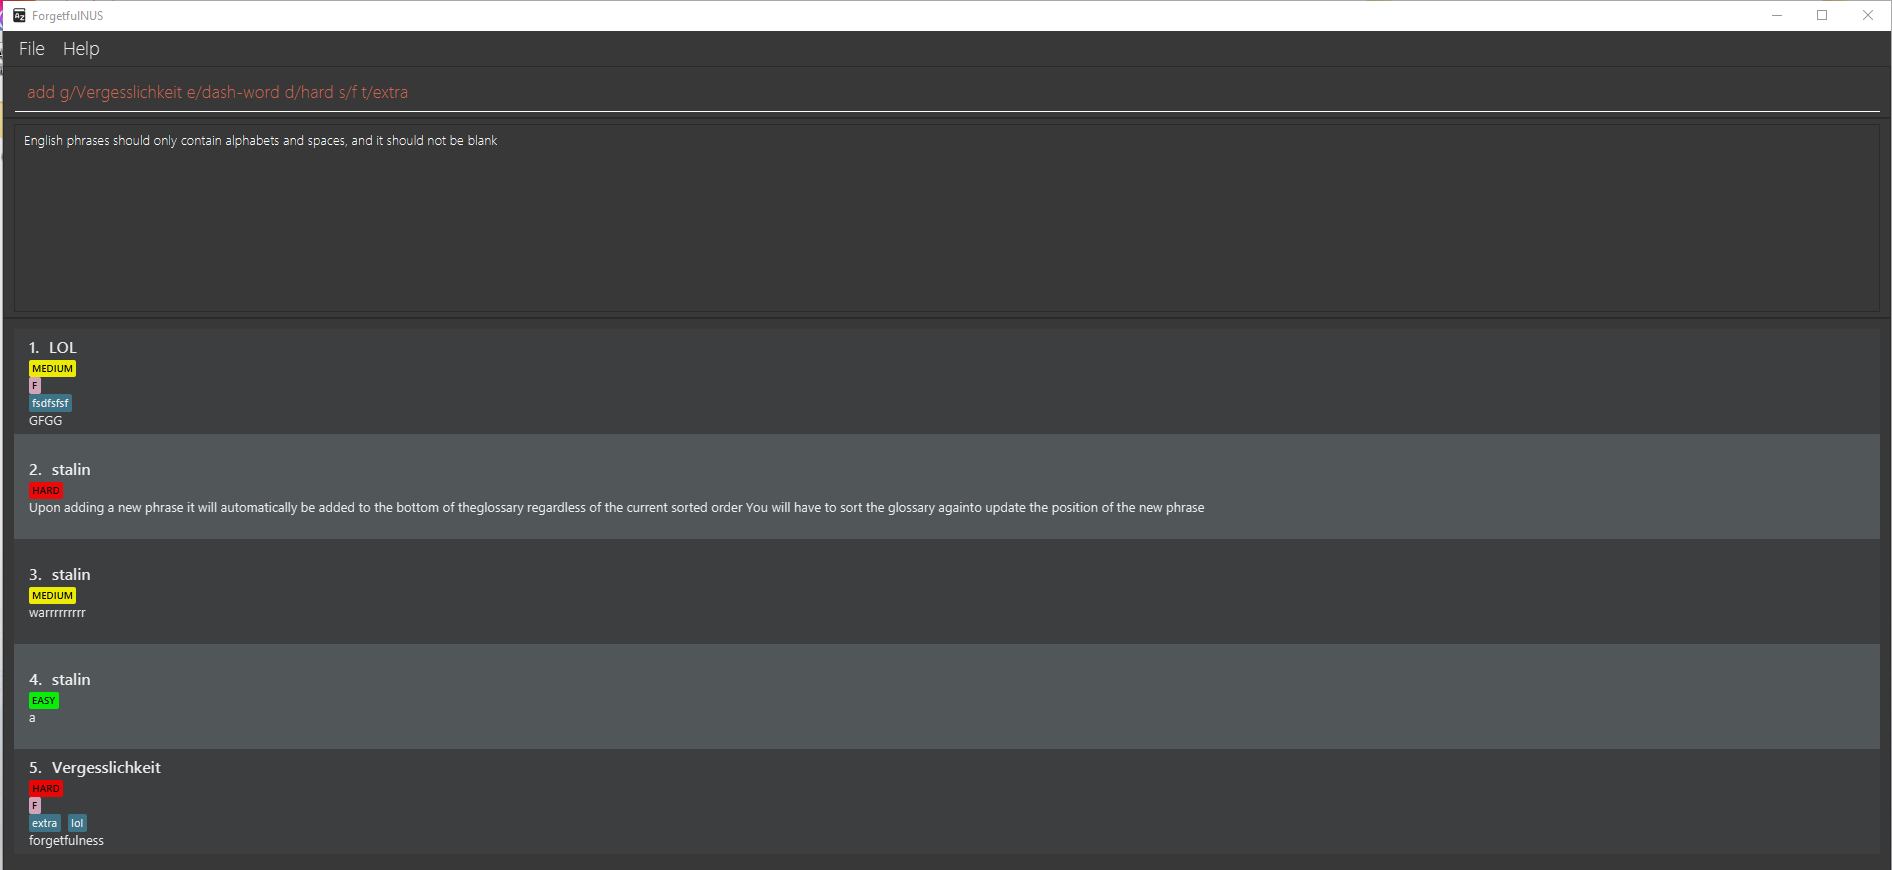 ForgetfulNUS
File Help
add g/Vergesslichkeit e/dash-word d/hard s/f t/extra
English phrases should only contain alphabets and spaces, and it should not be blank
1. LOL
MEDIUM
F
fsdfsfsf
GFGG
2. stalin
HARD
Upon adding a new phrase it will automatically be added to the bottom of theglossary regardless of the current sorted order You will have to sort the glossary againto update the position of the new phrase
3. stalin
MEDIUM
warrrrrrrrr
4. stalin
EASY
a
5. Vergesslichkeit
HARD
F
extra lol
forgetfulness